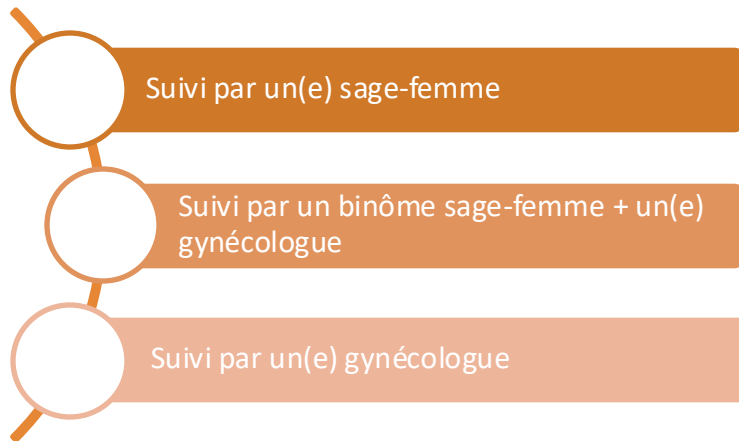 Suivi par un(e) sage-femme
Suivi par un binôme sage-femme + un(e)
gynécologue
Suivi par un(e) gynécologue